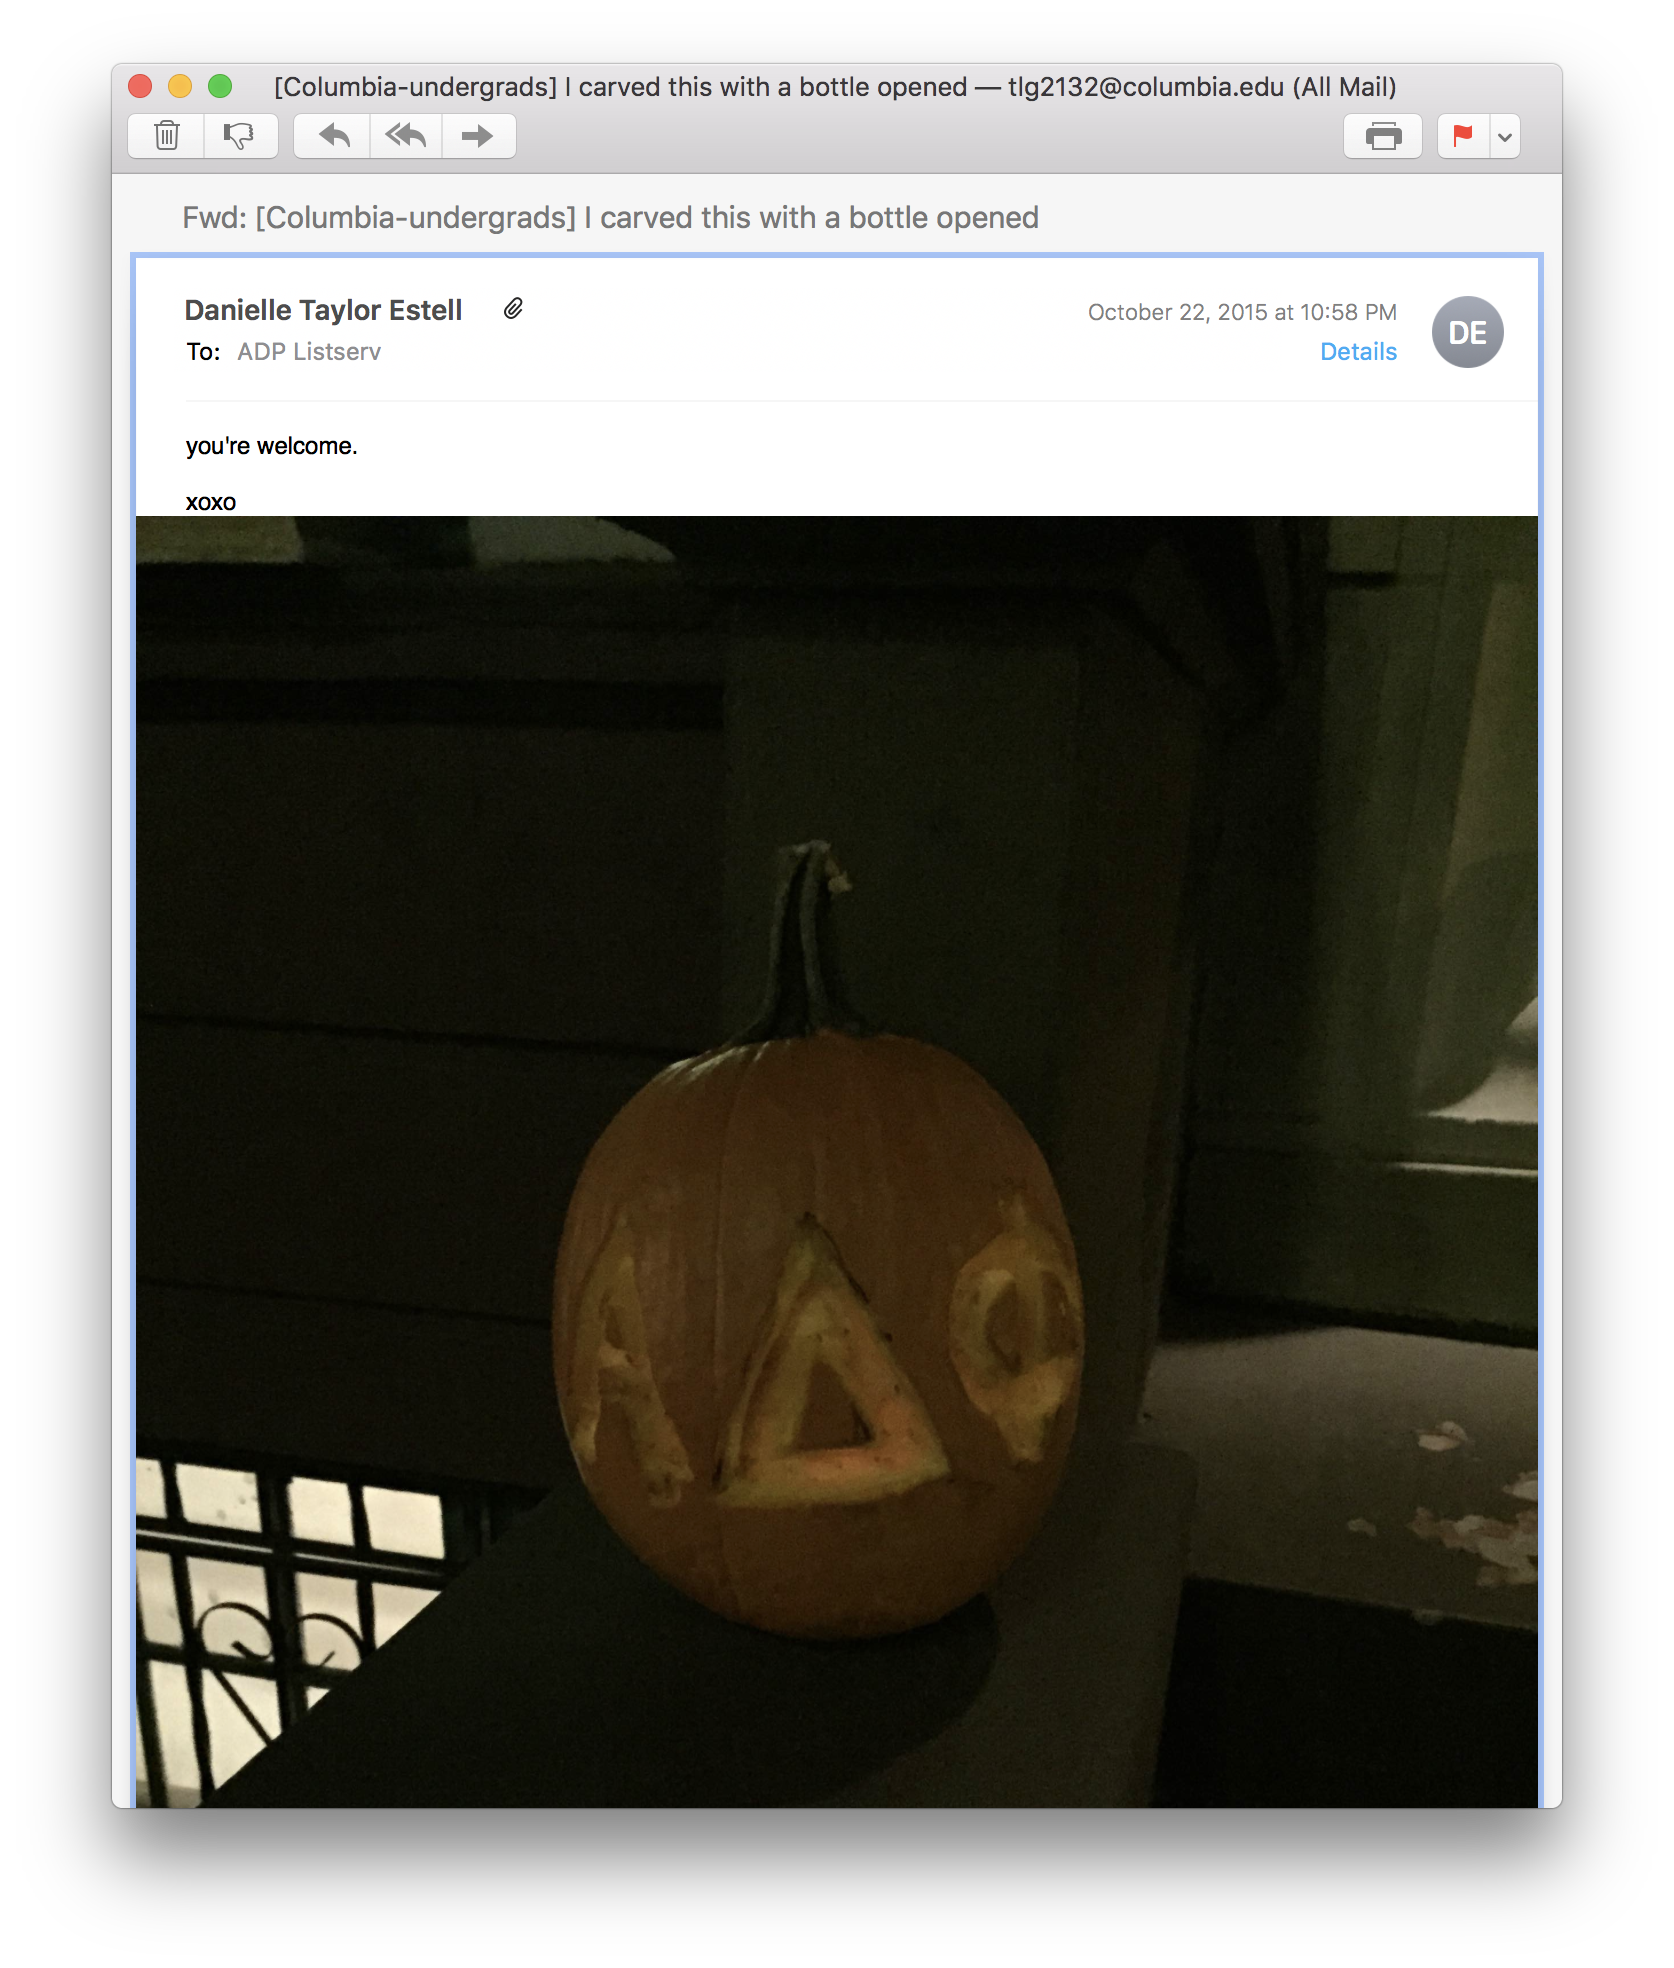 [Columbia-undergrads] I carved this with a bottle opened — tlg2132@columbia.edu (All Mail)
Fwd: [Columbia-undergrads] I carved this with a bottle opened
Danielle Taylor Estell
October 22, 2015 at 10:58 PM
DE
To: ADP Listserv
Details
you're welcome.
xoxo
Α Δ Φ